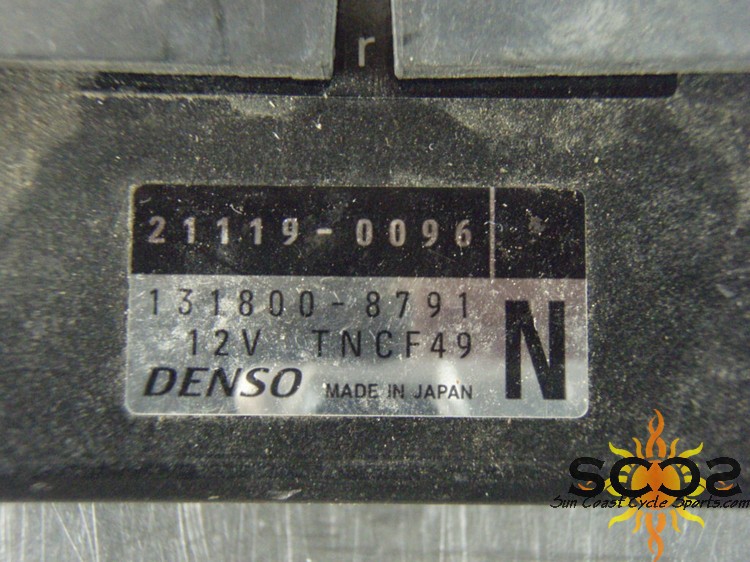 r
21119-0096
131800-8791
12V TNCF49
N
DENSO MADE IN JAPAN
SCCS
Sun Coast Cycle Sports.com